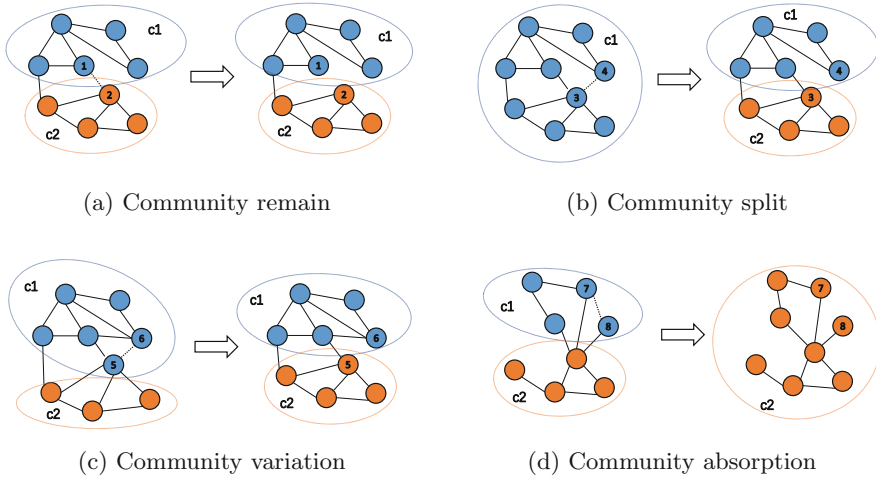 c1
1
2
c2
c1
1
2
c2
(a) Community remain
c1
4
3
c1
4
3
c2
(b) Community split
c1
6
5
c2
c1
6
5
c2
(c) Community variation
7
c1
8
c2
7
8
c2
(d) Community absorption